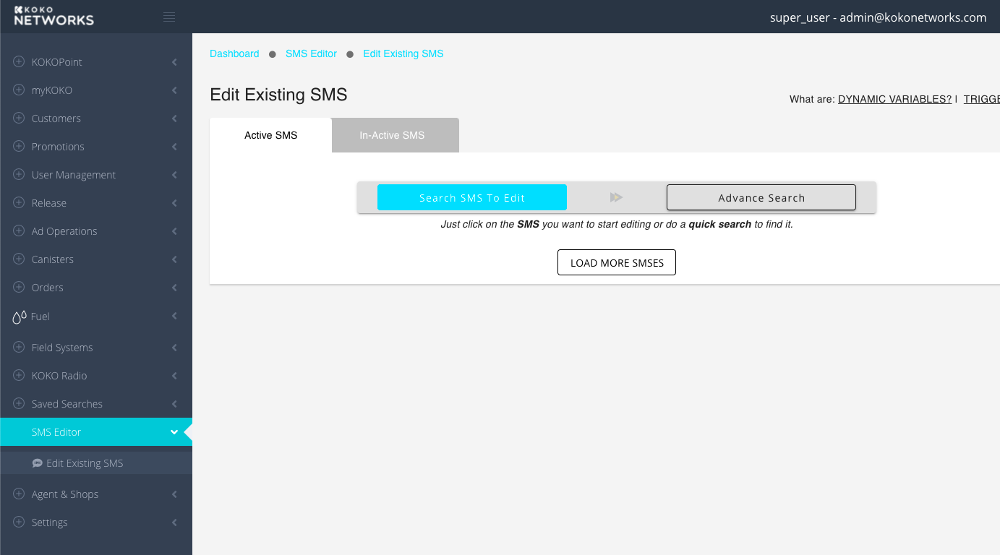 KOKO
NETWORKS
super_user - admin@kokonetworks.com
KOKOPoint
myKOKO
Customers
Promotions
User Management
Release
Ad Operations
Canisters
Orders
Fuel
Field Systems
KOKO Radio
Saved Searches
SMS Editor
SMS Edit Existing SMS
Agent & Shops
Settings
Dashboard ● SMS Editor ● Edit Existing SMS
Edit Existing SMS
What are: DYNAMIC VARIABLES? | TRIGGE
Active SMS In-Active SMS
Search SMS To Edit Advance Search
Just click on the SMS you want to start editing or do a quick search to find it.
LOAD MORE SMSES